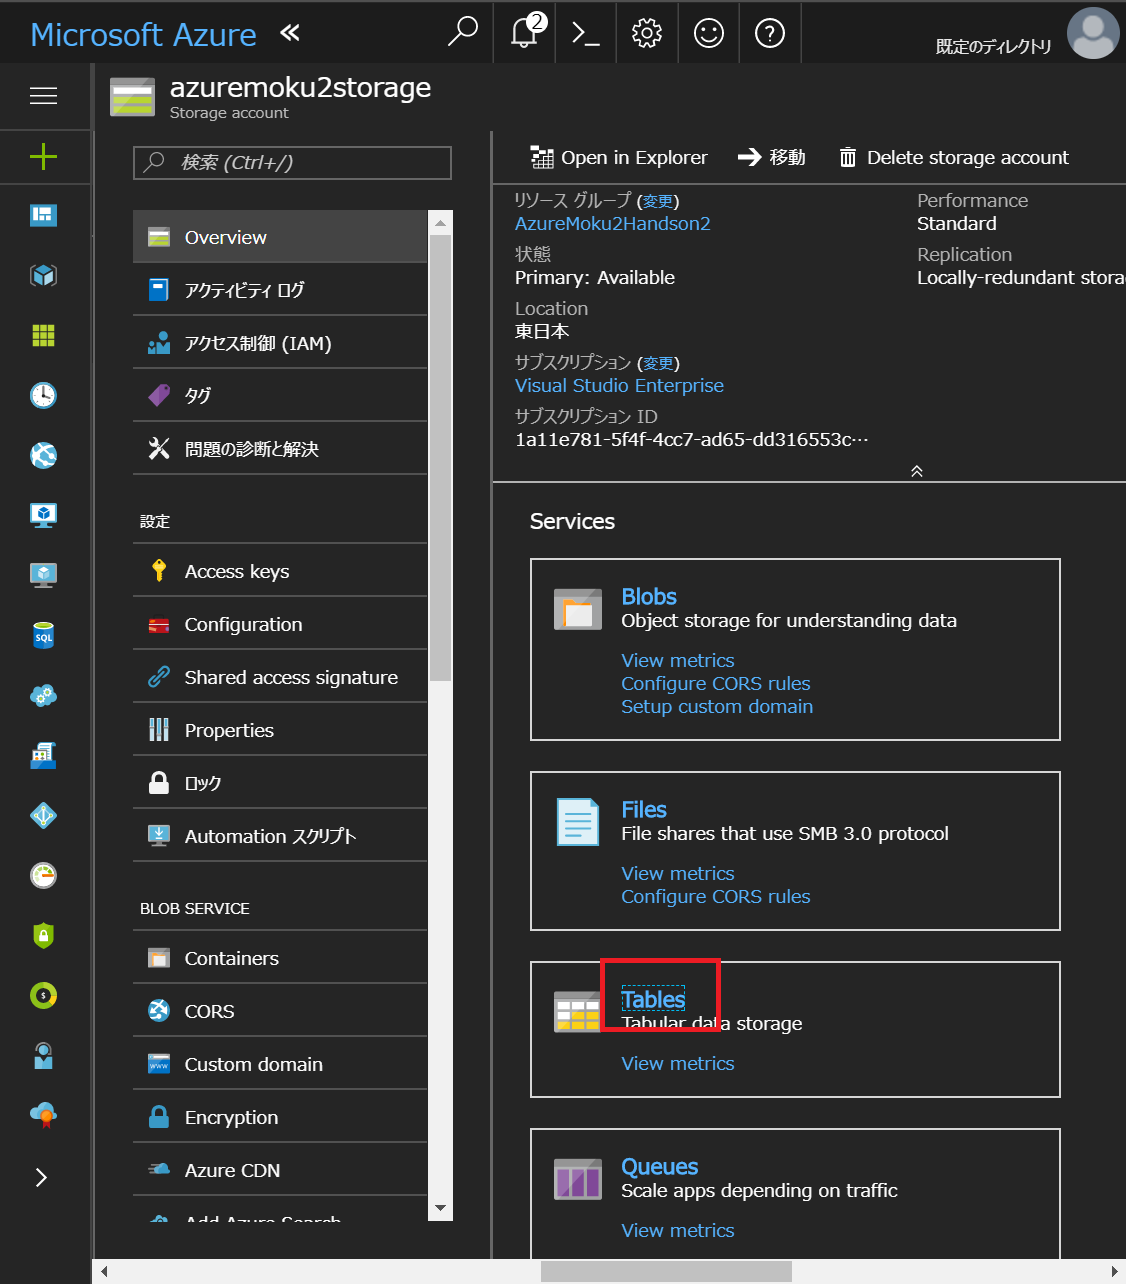 Microsoft Azure «
2
既定のディレクトリ
azuremoku2storage
Storage account
検索 (Ctrl+/)
Overview
アクティビティ ログ
アクセス制御 (IAM)
タグ
問題の診断と解決
設定
Access keys
Configuration
Shared access signature
Properties
ロック
Automation スクリプト
BLOB SERVICE
Containers
CORS
Custom domain
Encryption
Azure CDN
Add Azure Search
Open in Explorer
移動
Delete storage account
リソース グループ (変更)
AzureMoku2Handson2
状態
Primary: Available
Location
東日本
サブスクリプション (変更)
Visual Studio Enterprise
サブスクリプション ID
1a11e781-5f4f-4cc7-ad65-dd316553c…
Performance
Standard
Replication
Locally-redundant stora
Services
Blobs
Object storage for understanding data
View metrics
Configure CORS rules
Setup custom domain
Files
File shares that use SMB 3.0 protocol
View metrics
Configure CORS rules
Tables
Tabular data storage
View metrics
Queues
Scale apps depending on traffic
View metrics
SQL
www